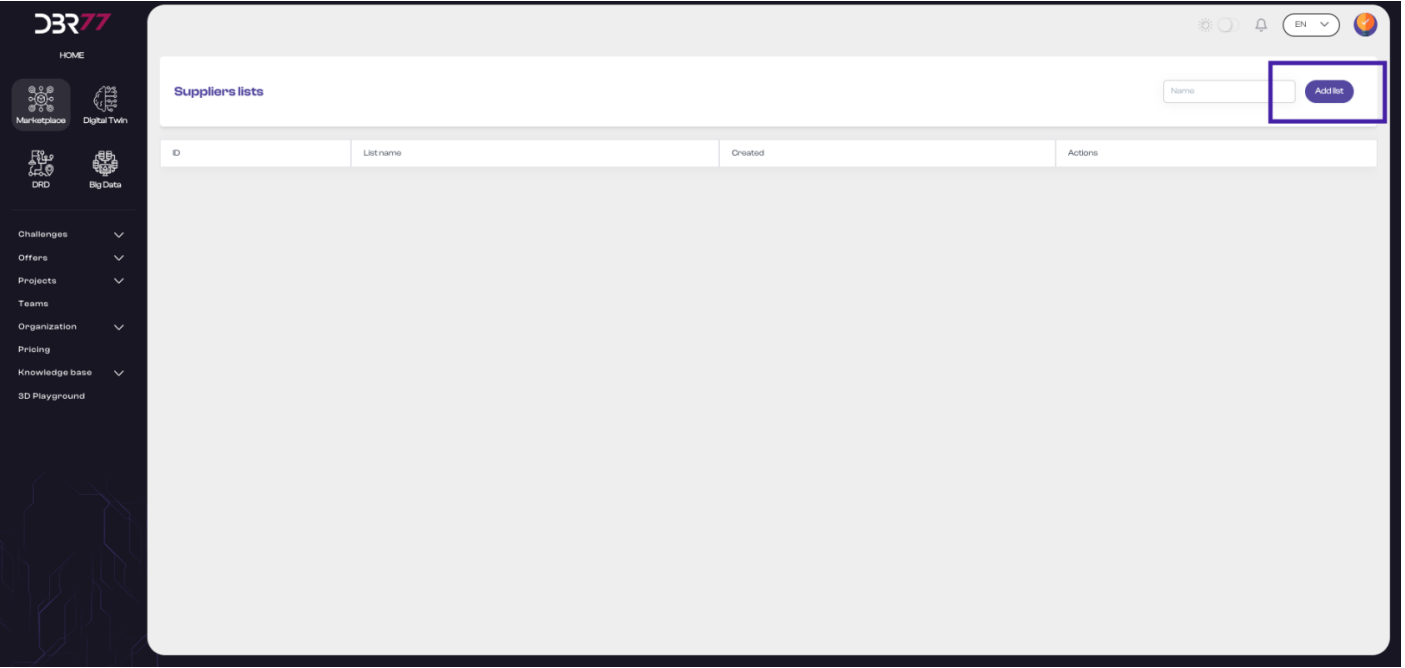 DBR77
HOME
Marketplace
Digital Twin
DRD
Big Data
Challenges
Offers
Projects
Teams
Organization
Pricing
Knowledge base
3D Playground
EN
Suppliers lists
Name
Add list
ID
List name
Created
Actions